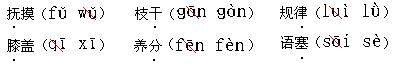 抚摸(fǔ wǔ) 枝干(gān gàn) 规律(luì lǜ)
膝盖(qī xī) 养分(fēn fèn) 语塞(sāi sè)